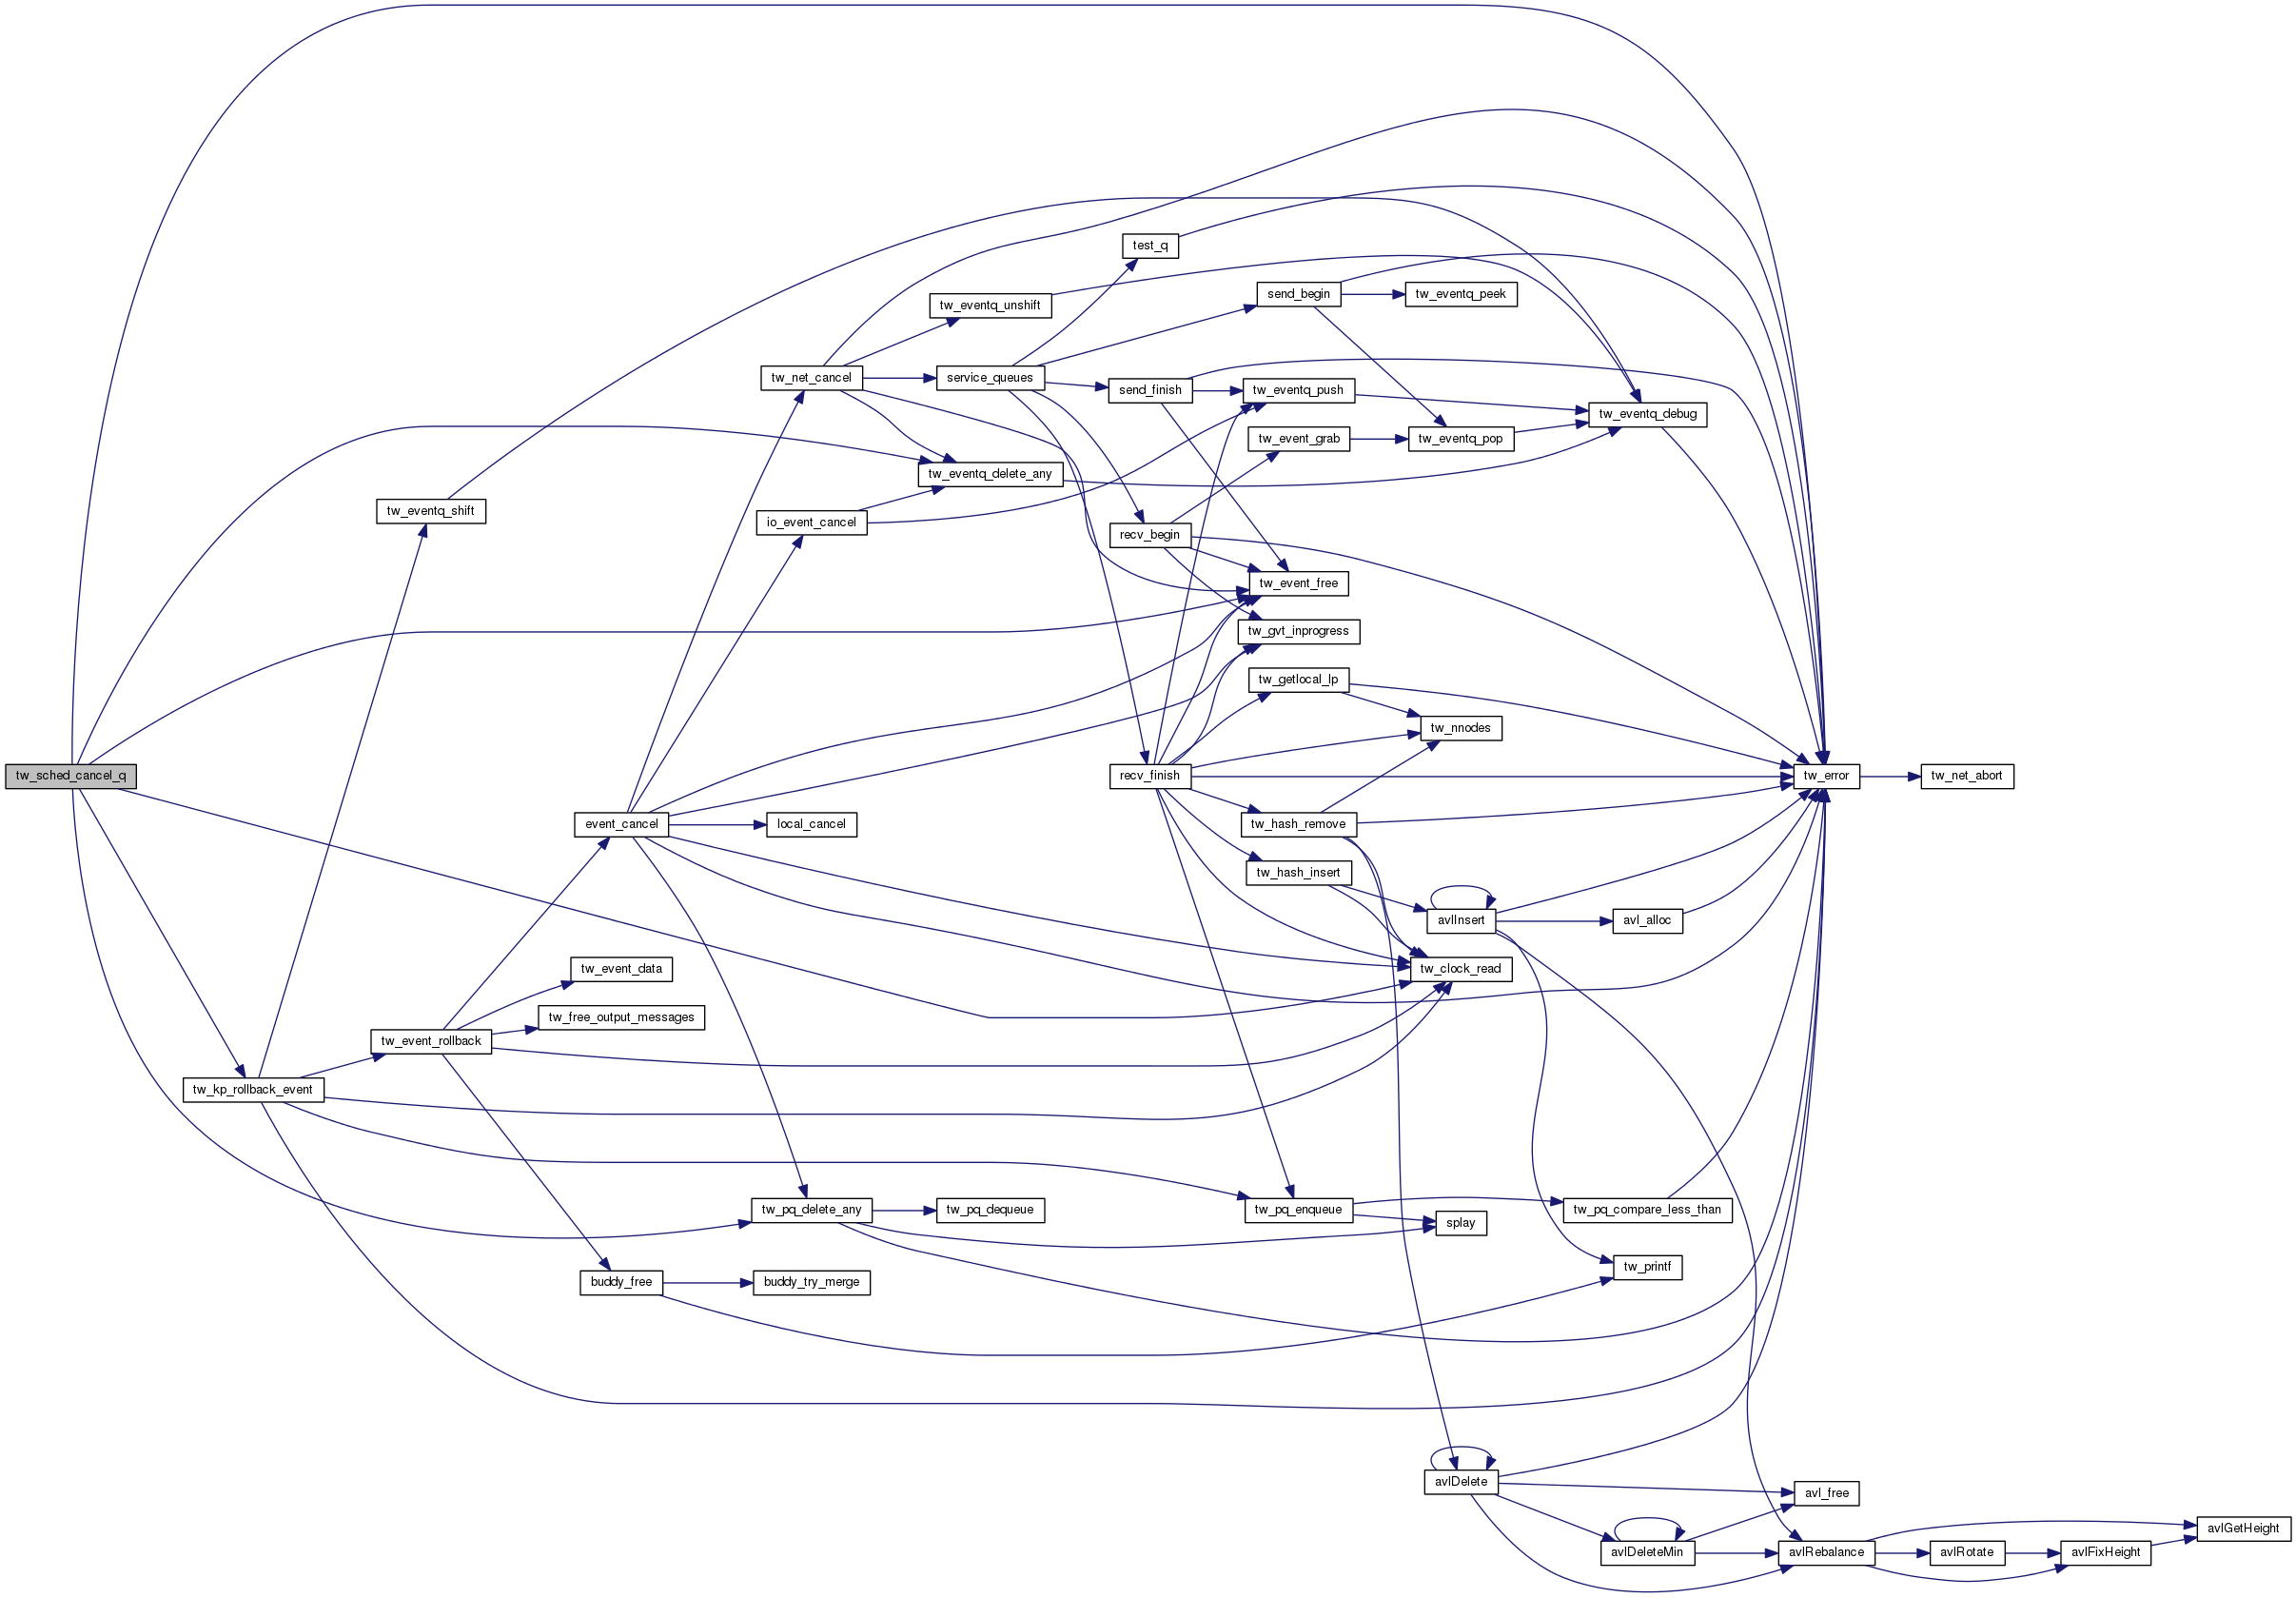 tw_sched_cancel_q
tw_kp_rollback_event
tw_eventq_shift
tw_event_rollback
event_cancel
tw_event_data
tw_free_output_messages
buddy_free
tw_net_cancel
io_event_cancel
local_cancel
tw_pq_delete_any
buddy_try_merge
tw_eventq_unshift
service_queues
tw_eventq_delete_any
tw_pq_dequeue
test_q
send_finish
recv_begin
recv_finish
send_begin
tw_eventq_push
tw_event_grab
tw_event_free
tw_gvt_inprogress
tw_getlocal_lp
tw_hash_remove
tw_hash_insert
tw_pq_enqueue
tw_eventq_peek
tw_eventq_pop
tw_nnodes
avlInsert
tw_clock_read
splay
avlDelete
tw_eventq_debug
avl_alloc
tw_pq_compare_less_than
tw_printf
avlDeleteMin
tw_error
avl_free
avlRebalance
tw_net_abort
avlRotate
avlFixHeight
avlGetHeight